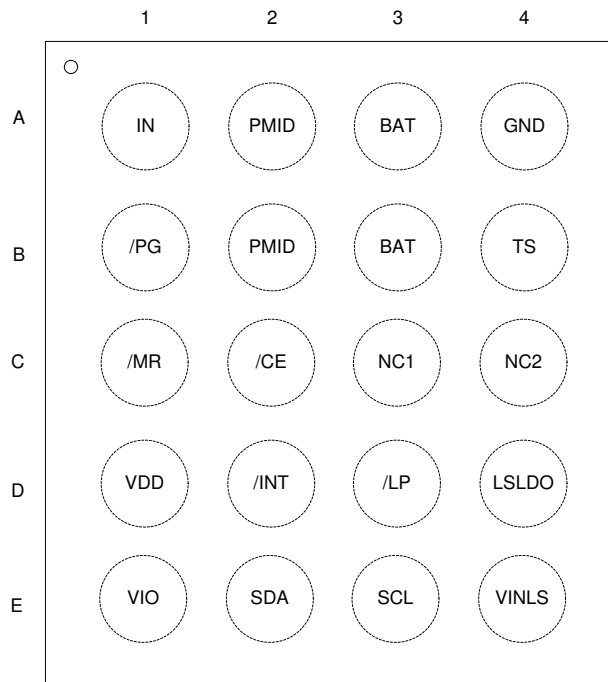 1 2 3 4
A IN PMID BAT GND
B /PG PMID BAT TS
C /MR /CE NC1 NC2
D VDD /INT /LP LSLDO
E VIO SDA SCL VINLS